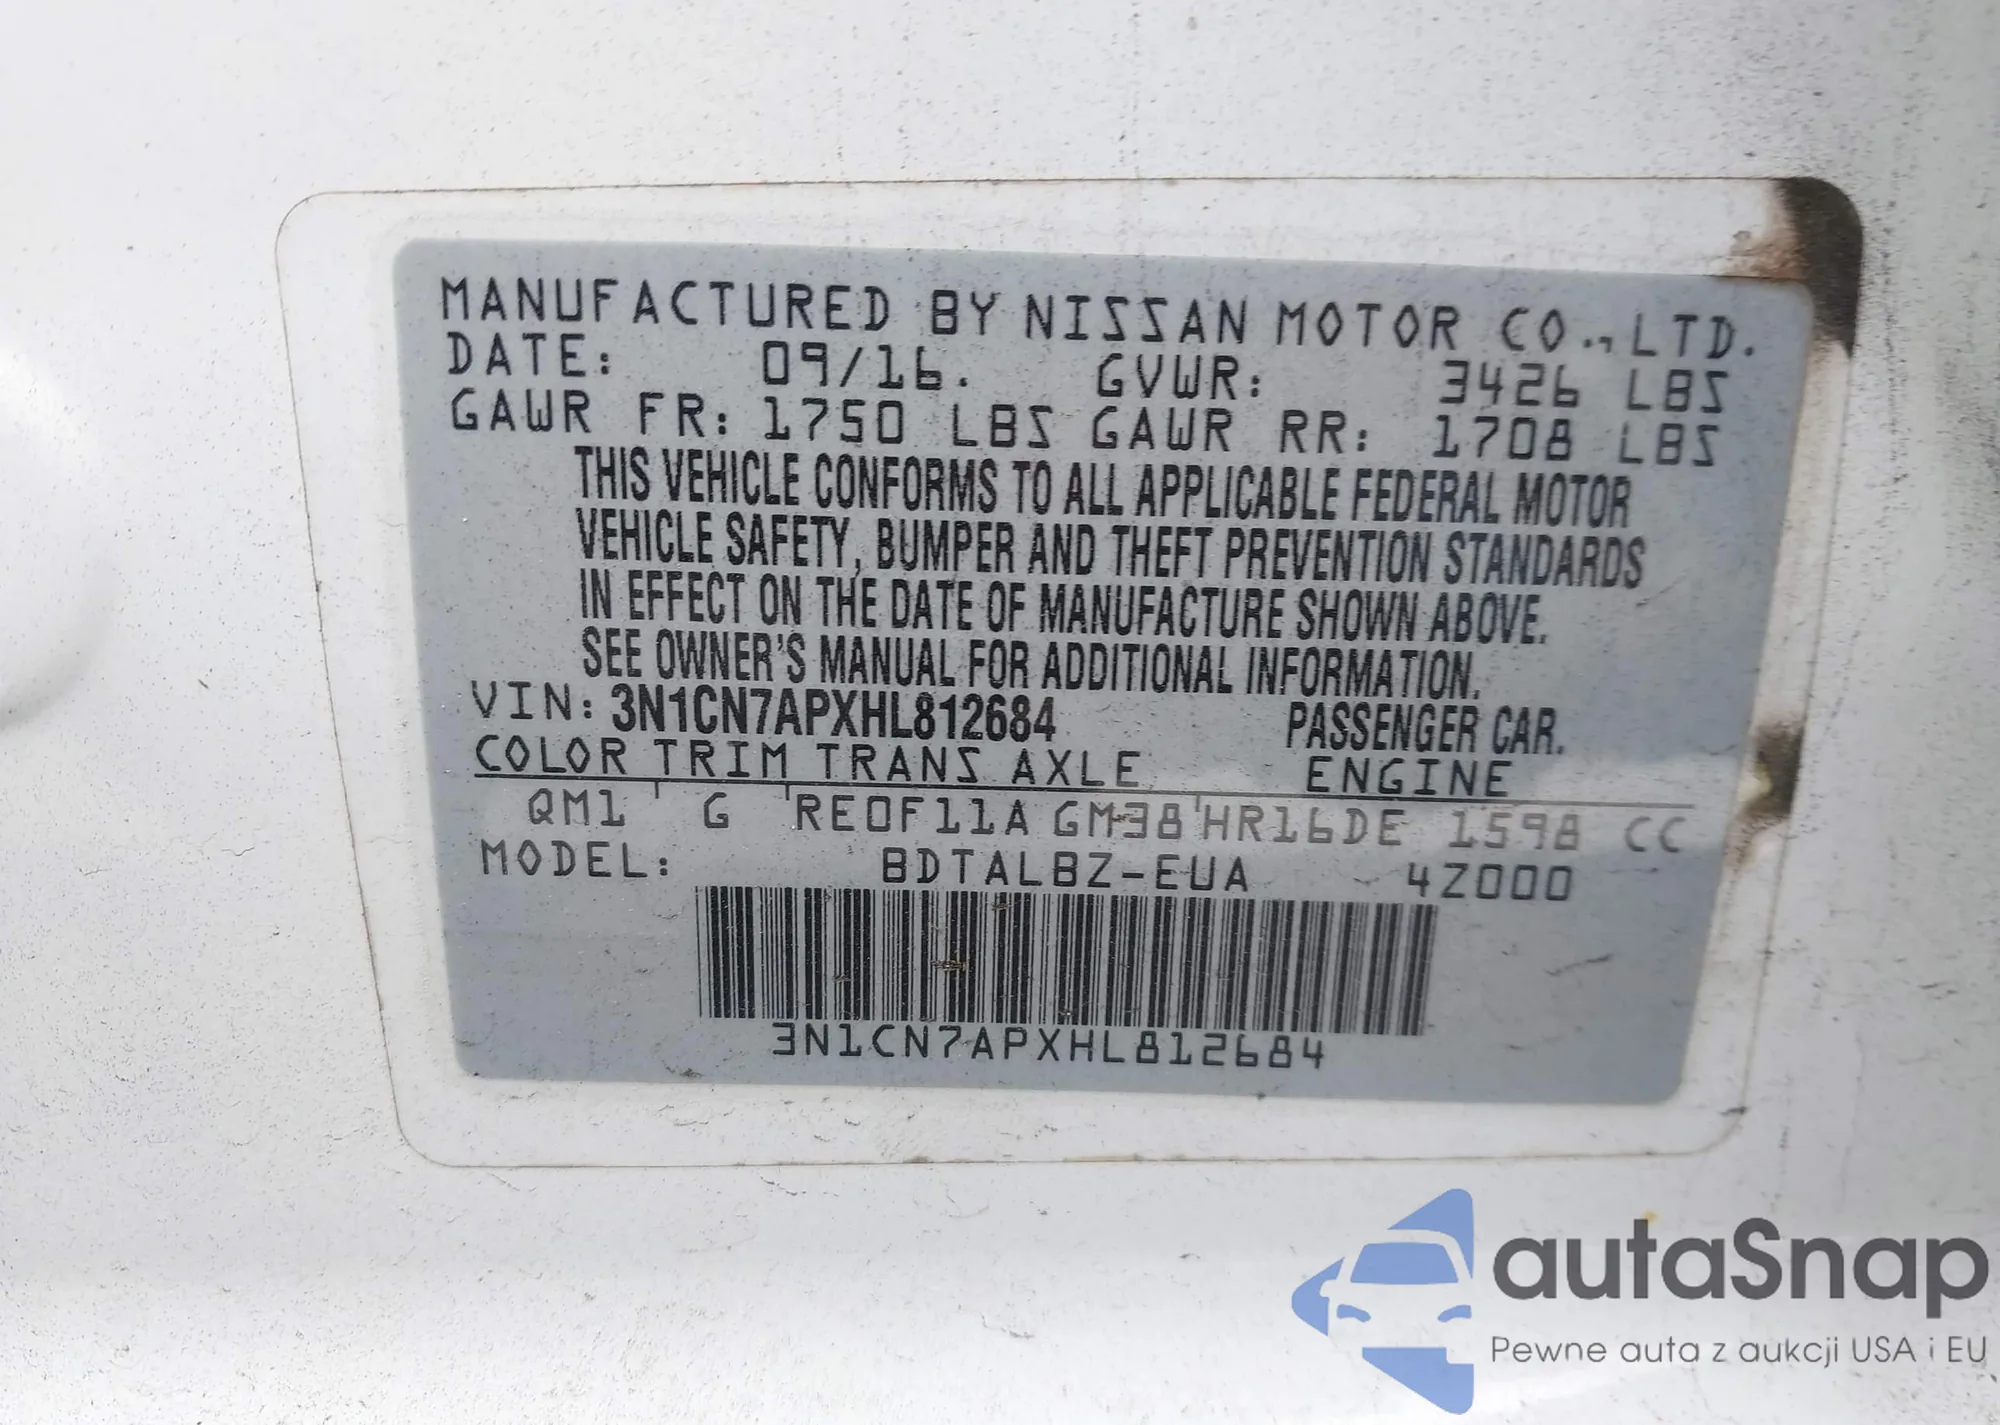 MANUFACTURED BY NISSAN MOTOR CO., LTD.
DATE: 09/16. GVWR: 3426 LBS
GAWR FR: 1750 LBS GAWR RR: 1708 LBS
THIS VEHICLE CONFORMS TO ALL APPLICABLE FEDERAL MOTOR
VEHICLE SAFETY, BUMPER AND THEFT PREVENTION STANDARDS
IN EFFECT ON THE DATE OF MANUFACTURE SHOWN ABOVE.
SEE OWNER'S MANUAL FOR ADDITIONAL INFORMATION.
VIN: 3N1CN7APXHL812684 PASSENGER CAR.
COLOR TRIM TRANS AXLE ENGINE
QM1 G RE0F11A GM38 HR16DE 1598 CC
MODEL: BDTALBZ-EUA 4Z000
3N1CN7APXHL812684
autaSnap
Pewne auta z aukcji USA i EU